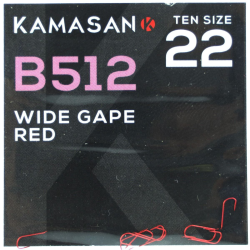 KAMASAN K
TEN SIZE
22
B512
WIDE GAPE
RED